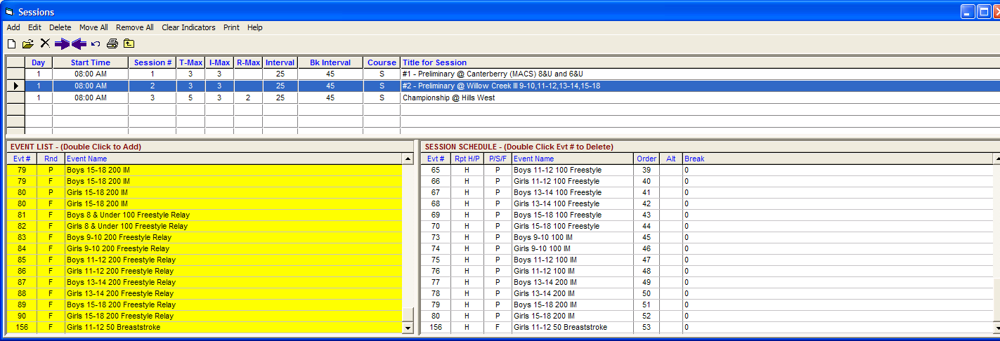 Sessions
Add Edit Delete Move All Remove All Clear Indicators Print Help
Day Start Time Session # T-Max I-Max R-Max Interval Bk Interval Course Title for Session
1 08:00 AM 1 3 3 25 45 S #1 - Preliminary @ Canterberry (MACS) 8&U and 6&U
1 08:00 AM 2 3 3 25 45 S #2 - Preliminary @ Willow Creek III 9-10,11-12,13-14,15-18
1 08:00 AM 3 5 3 2 25 45 S Championship @ Hills West
EVENT LIST - (Double Click to Add)
Evt # Rnd Event Name
79 P Boys 15-18 200 IM
79 F Boys 15-18 200 IM
80 P Girls 15-18 200 IM
80 F Girls 15-18 200 IM
81 F Boys 8 & Under 100 Freestyle Relay
82 F Girls 8 & Under 100 Freestyle Relay
83 F Boys 9-10 200 Freestyle Relay
84 F Girls 9-10 200 Freestyle Relay
85 F Boys 11-12 200 Freestyle Relay
86 F Girls 11-12 200 Freestyle Relay
87 F Boys 13-14 200 Freestyle Relay
88 F Girls 13-14 200 Freestyle Relay
89 F Boys 15-18 200 Freestyle Relay
90 F Girls 15-18 200 Freestyle Relay
156 F Girls 11-12 50 Breaststroke
SESSION SCHEDULE - (Double Click Evt # to Delete)
Evt # Rpt H/P P/S/F Event Name Order Alt Break
65 H P Boys 11-12 100 Freestyle 39 0
66 H P Girls 11-12 100 Freestyle 40 0
67 H P Boys 13-14 100 Freestyle 41 0
68 H P Girls 13-14 100 Freestyle 42 0
69 H P Boys 15-18 100 Freestyle 43 0
70 H P Girls 15-18 100 Freestyle 44 0
73 H P Boys 9-10 100 IM 45 0
74 H P Girls 9-10 100 IM 46 0
75 H P Boys 11-12 100 IM 47 0
76 H P Girls 11-12 100 IM 48 0
77 H P Boys 13-14 200 IM 49 0
78 H P Girls 13-14 200 IM 50 0
79 H P Boys 15-18 200 IM 51 0
80 H P Girls 15-18 200 IM 52 0
156 H F Girls 11-12 50 Breaststroke 53 0